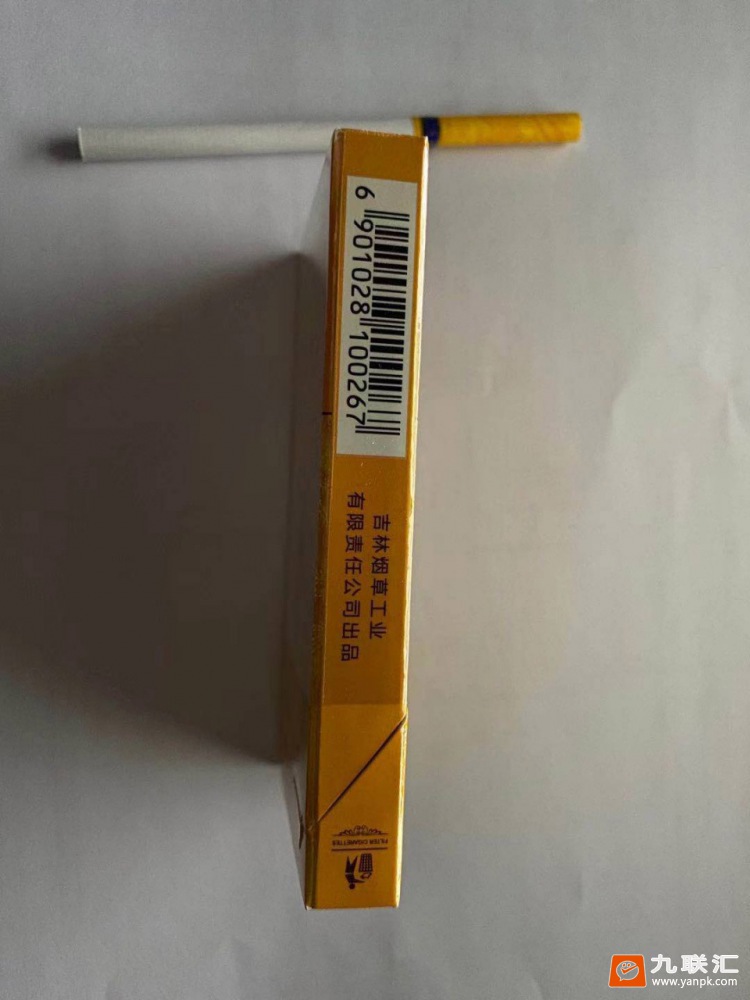 6 901028 100267
吉林烟草工业
有限责任公司出品
FILTER CIGARETTES
九联汇
www.yanpk.com